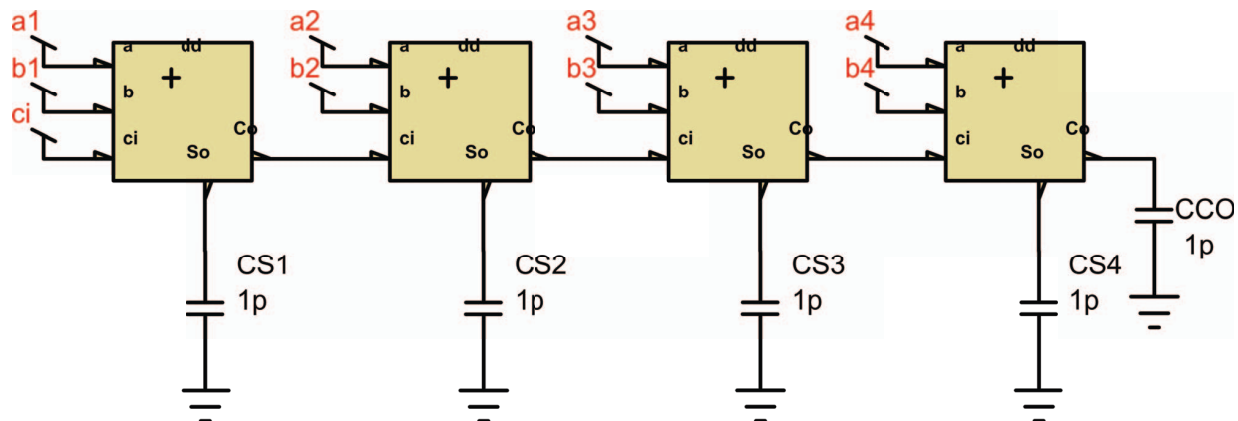 a1 a2 a3 a4
a dd a dd a dd a dd
b1 + b2 + b3 + b4 +
b b b b
ci
ci Co ci Co ci Co ci Co
So So So So
CCO
1p
CS1 CS2 CS3 CS4
1p 1p 1p 1p